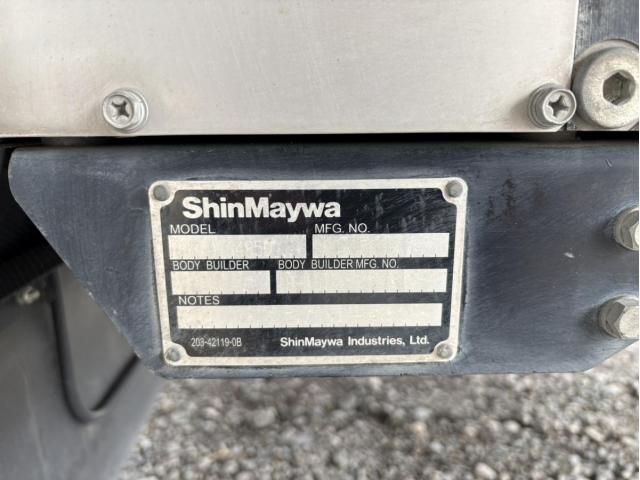 ShinMaywa
MODEL MFG. NO.
BODY BUILDER BODY BUILDER MFG. NO.
NOTES
203-42119-0B ShinMaywa Industries, Ltd.